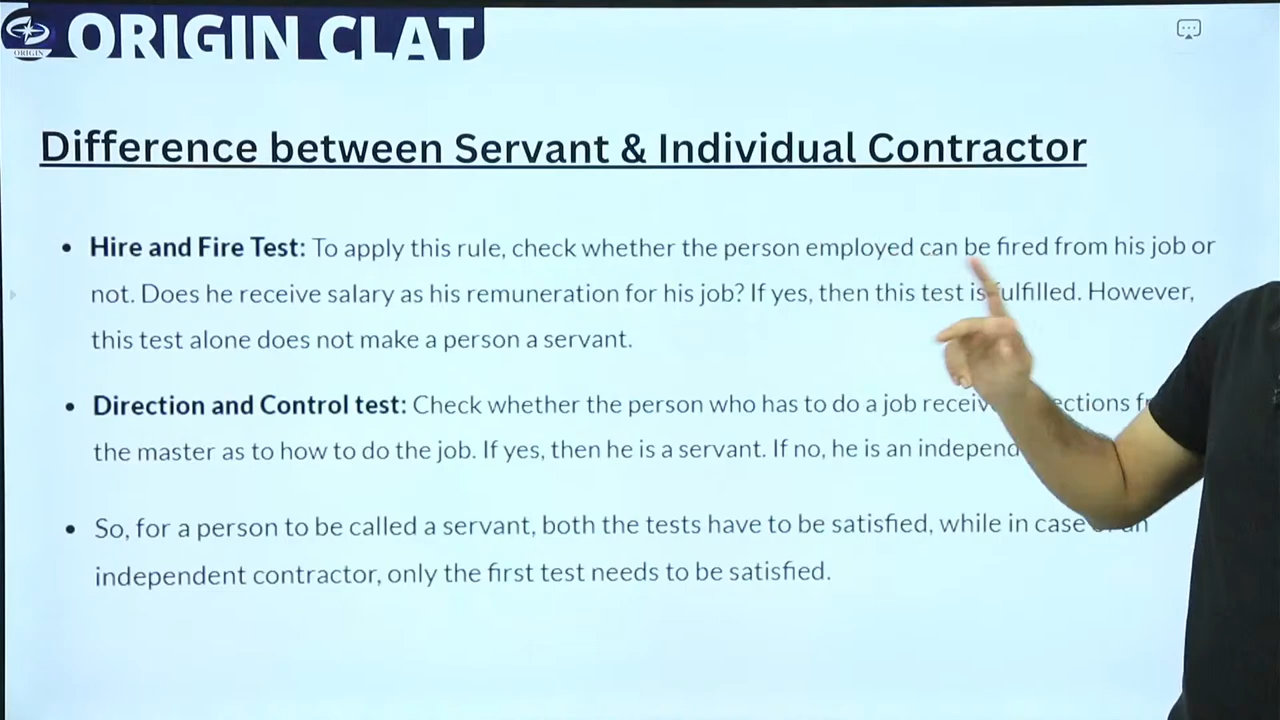 ORIGIN CLAT
ORIGIN
Difference between Servant & Individual Contractor
• Hire and Fire Test: To apply this rule, check whether the person employed can be fired from his job or
not. Does he receive salary as his remuneration for his job? If yes, then this test is fulfilled. However,
this test alone does not make a person a servant.
• Direction and Control test: Check whether the person who has to do a job
the master as to how to do the job. If yes, then he is a servant. If no, he is an
• So, for a person to be called a servant, both the tests have to be satisfied, while in case
independent contractor, only the first test needs to be satisfied.